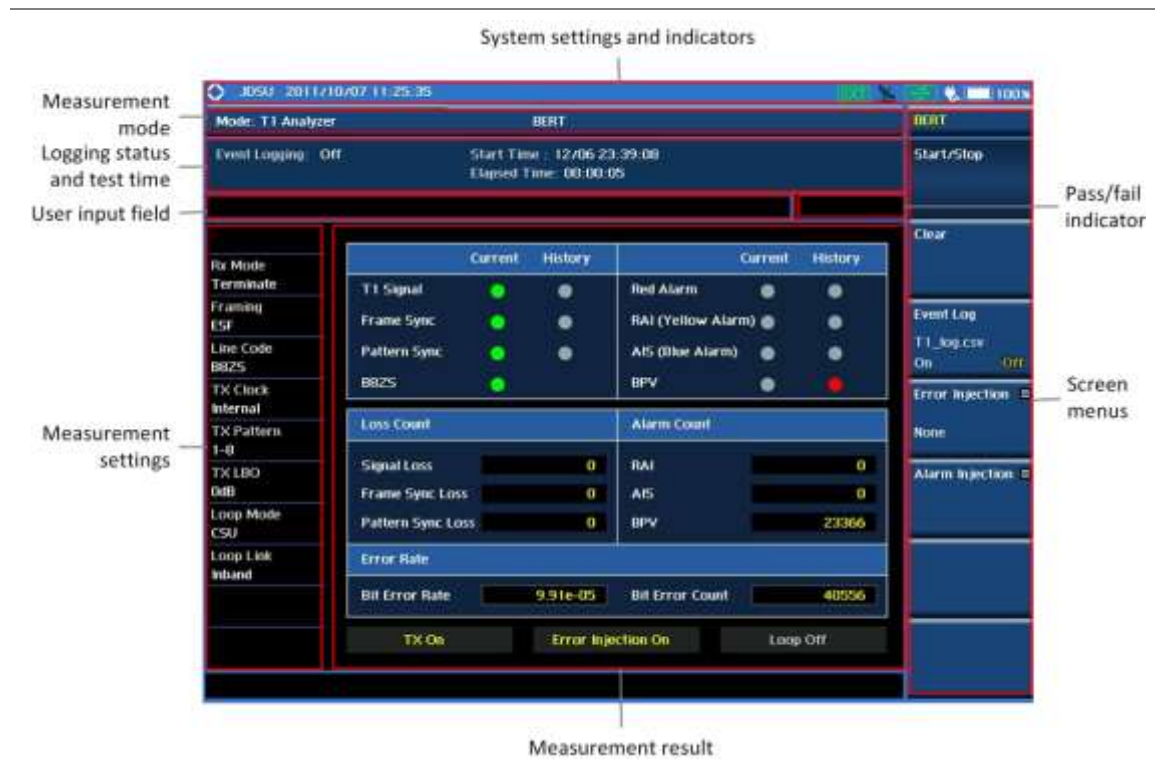 System settings and indicators
JDSU 2011/10/07 11:25:35
EXT
100%
Measurement
mode
Mode: T1 Analyzer BERT
BERT
Logging status
and test time
Event Logging: Off
Start Time : 12/06 23:39:08
Elapsed Time: 00:00:05
Start/Stop
User input field
Pass/fail
indicator
Clear
Rx Mode
Terminate
Framing
ESF
Line Code
B8ZS
TX Clock
Internal
TX Pattern
1-8
TX LBO
0dB
Loop Mode
CSU
Loop Link
Inband
Measurement
settings
Current History Current History
T1 Signal Red Alarm
Frame Sync RAI (Yellow Alarm)
Pattern Sync AIS (Blue Alarm)
B8ZS BPV
Loss Count Alarm Count
Signal Loss 0 RAI 0
Frame Sync Loss 0 AIS 0
Pattern Sync Loss 0 BPV 23366
Error Rate
Bit Error Rate 9.91e-05 Bit Error Count 40556
TX On Error Injection On Loop Off
Event Log
T1_log.csv
On Off
Error Injection
None
Alarm Injection
Screen
menus
Measurement result